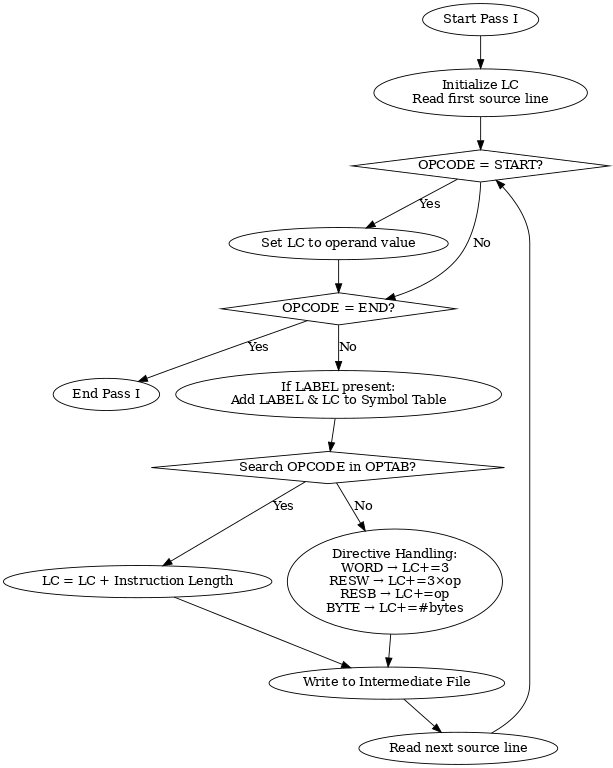 Start Pass I
Initialize LC
Read first source line
OPCODE = START?
Yes
Set LC to operand value
No
OPCODE = END?
Yes
No
End Pass I
If LABEL present:
Add LABEL & LC to Symbol Table
Search OPCODE in OPTAB?
Yes
No
LC = LC + Instruction Length
Directive Handling:
WORD → LC+=3
RESW → LC+=3×op
RESB → LC+=op
BYTE → LC+=#bytes
Write to Intermediate File
Read next source line